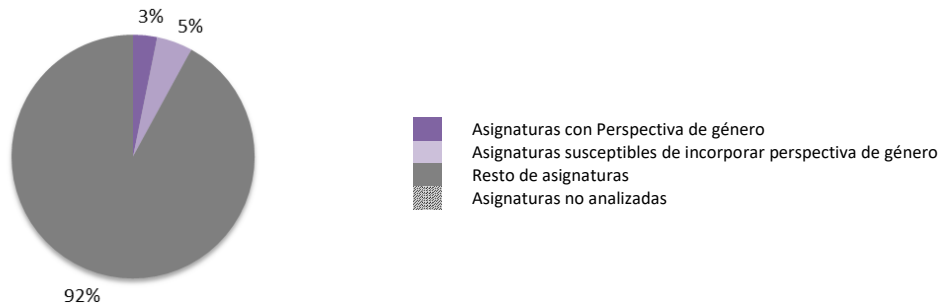 3%
5%
Asignaturas con Perspectiva de género
Asignaturas susceptibles de incorporar perspectiva de género
Resto de asignaturas
Asignaturas no analizadas
92%